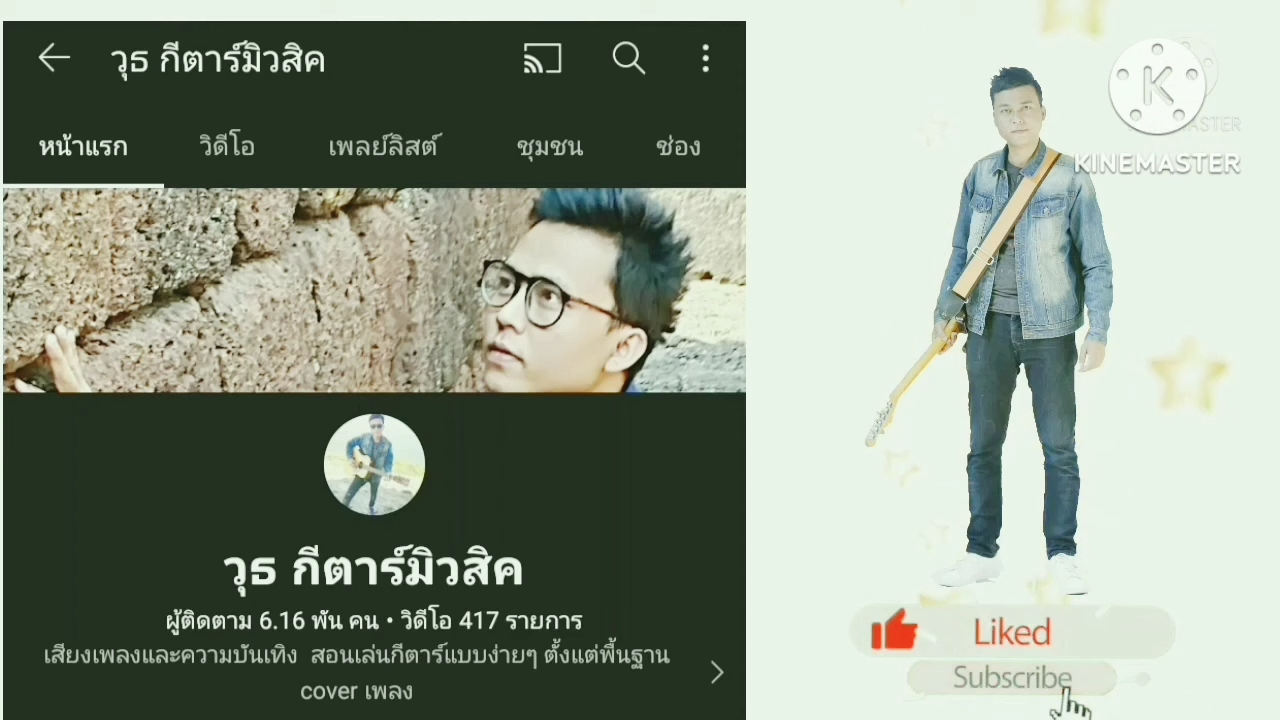 วุธ กีตาร์มิวสิค
หน้าแรก วิดีโอ เพลย์ลิสต์ ชุมชน ช่อง
วุธ กีตาร์มิวสิค
ผู้ติดตาม 6.16 พัน คน • วิดีโอ 417 รายการ
เสียงเพลงและความบันเทิง สอนเล่นกีตาร์แบบง่ายๆ ตั้งแต่พื้นฐาน
cover เพลง
K
MASTER
KINEMASTER
Liked
Subscribe